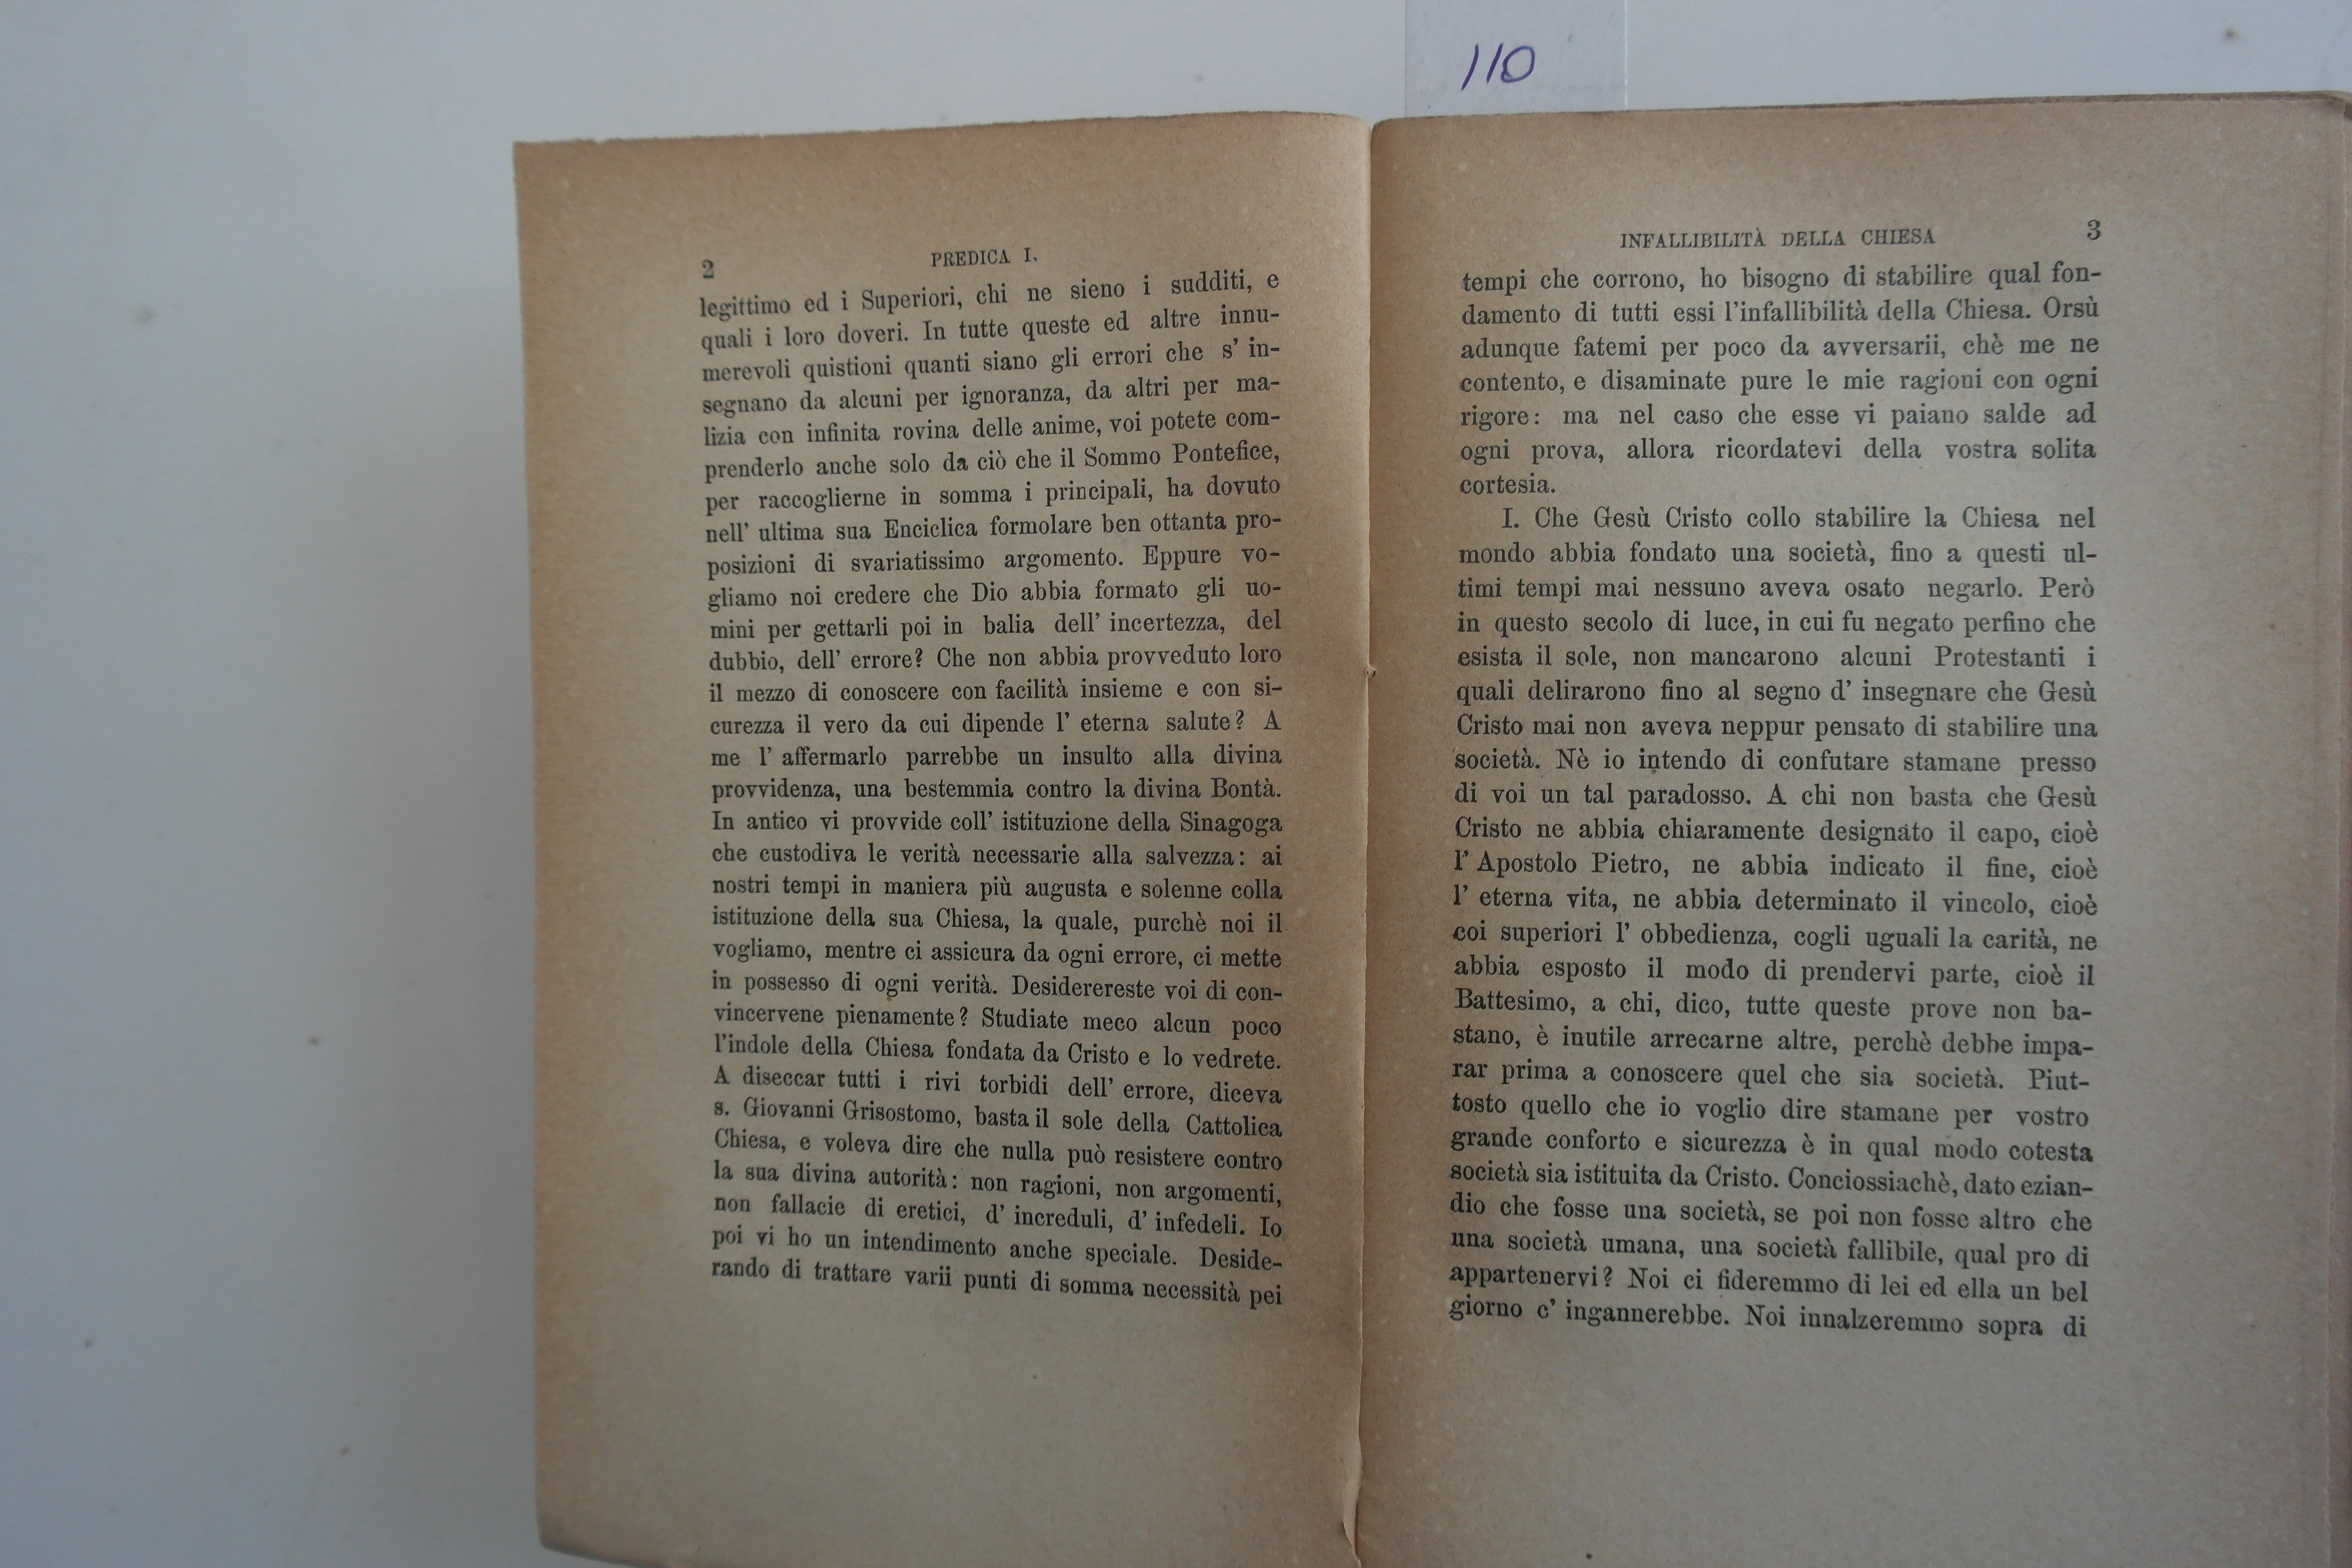 110
2
PREDICA I.
legittimo ed i Superiori, chi ne sieno i sudditi, e
quali i loro doveri. In tutte queste ed altre innu-
merevoli quistioni quanti siano gli errori che s' in-
segnano da alcuni per ignoranza, da altri per ma-
lizia con infinita rovina delle anime, voi potete com-
prenderlo anche solo da ciò che il Sommo Pontefice,
per raccoglierne in somma i principali, ha dovuto
nell' ultima sua Enciclica formolare ben ottanta pro-
posizioni di svariatissimo argomento. Eppure vo-
gliamo noi credere che Dio abbia formato gli uo-
mini per gettarli poi in balia dell' incertezza, del
dubbio, dell' errore? Che non abbia provveduto loro
il mezzo di conoscere con facilità insieme e con si-
curezza il vero da cui dipende l' eterna salute? A
me l' affermarlo parrebbe un insulto alla divina
provvidenza, una bestemmia contro la divina Bontà.
In antico vi provvide coll' istituzione della Sinagoga
che custodiva le verità necessarie alla salvezza: ai
nostri tempi in maniera più augusta e solenne colla
istituzione della sua Chiesa, la quale, purchè noi il
vogliamo, mentre ci assicura da ogni errore, ci mette
in possesso di ogni verità. Desiderereste voi di con-
vincervene pienamente? Studiate meco alcun poco
l'indole della Chiesa fondata da Cristo e lo vedrete.
A diseccar tutti i rivi torbidi dell' errore, diceva
s. Giovanni Grisostomo, basta il sole della Cattolica
Chiesa, e voleva dire che nulla può resistere contro
la sua divina autorità: non ragioni, non argomenti,
non fallacie di eretici, d' increduli, d' infedeli. Io
poi vi ho un intendimento anche speciale. Deside-
rando di trattare varii punti di somma necessità pei
INFALLIBILITÀ DELLA CHIESA
3
tempi che corrono, ho bisogno di stabilire qual fon-
damento di tutti essi l'infallibilità della Chiesa. Orsù
adunque fatemi per poco da avversarii, chè me ne
contento, e disaminate pure le mie ragioni con ogni
rigore: ma nel caso che esse vi paiano salde ad
ogni prova, allora ricordatevi della vostra solita
cortesia.
I. Che Gesù Cristo collo stabilire la Chiesa nel
mondo abbia fondato una società, fino a questi ul-
timi tempi mai nessuno aveva osato negarlo. Però
in questo secolo di luce, in cui fu negato perfino che
esista il sole, non mancarono alcuni Protestanti i
quali delirarono fino al segno d' insegnare che Gesù
Cristo mai non aveva neppur pensato di stabilire una
società. Nè io intendo di confutare stamane presso
di voi un tal paradosso. A chi non basta che Gesù
Cristo ne abbia chiaramente designato il capo, cioè
l' Apostolo Pietro, ne abbia indicato il fine, cioè
l' eterna vita, ne abbia determinato il vincolo, cioè
coi superiori l' obbedienza, cogli uguali la carità, ne
abbia esposto il modo di prendervi parte, cioè il
Battesimo, a chi, dico, tutte queste prove non ba-
stano, è inutile arrecarne altre, perchè debbe impa-
rar prima a conoscere quel che sia società. Piut-
tosto quello che io voglio dire stamane per vostro
grande conforto e sicurezza è in qual modo cotesta
società sia istituita da Cristo. Conciossiachè, dato ezian-
dio che fosse una società, se poi non fosse altro che
una società umana, una società fallibile, qual pro di
appartenervi? Noi ci fideremmo di lei ed ella un bel
giorno c' ingannerebbe. Noi innalzeremmo sopra di